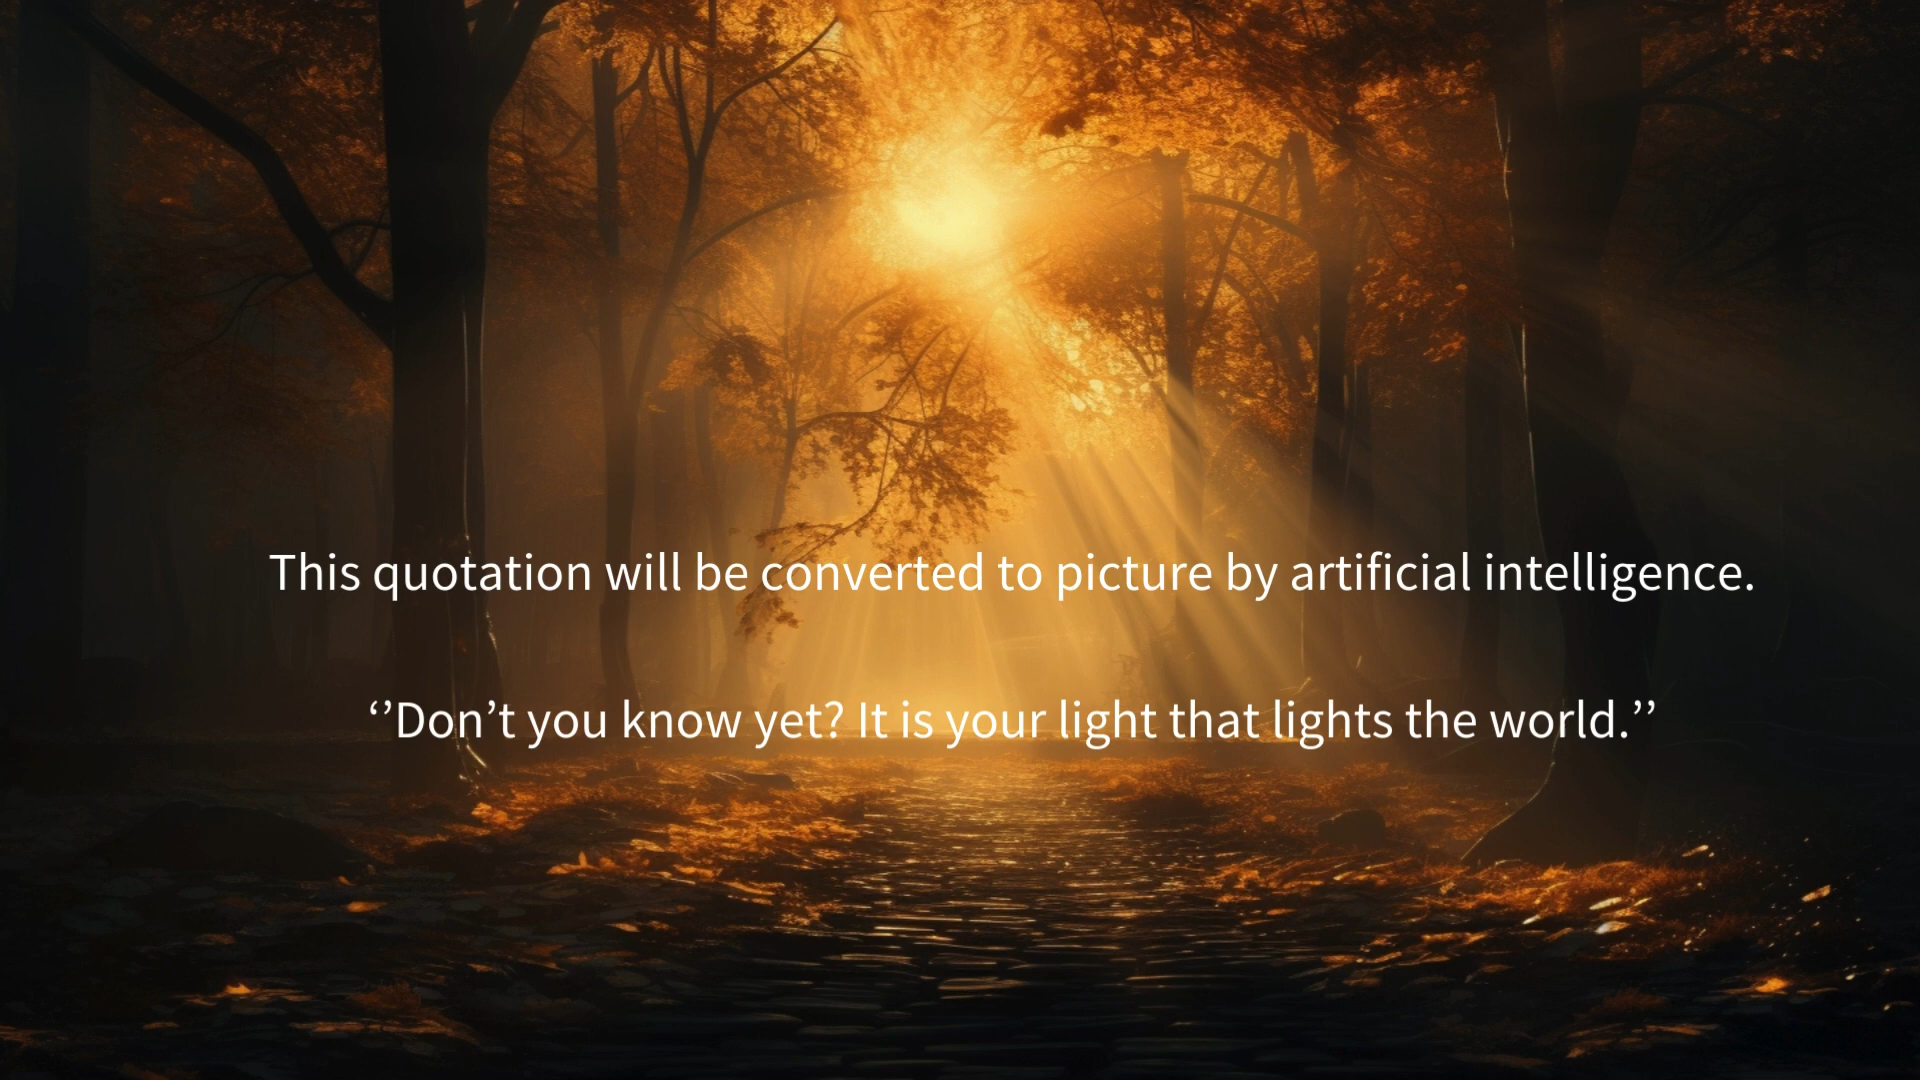 This quotation will be converted to picture by artificial intelligence.
‘’Don’t you know yet? It is your light that lights the world.’’